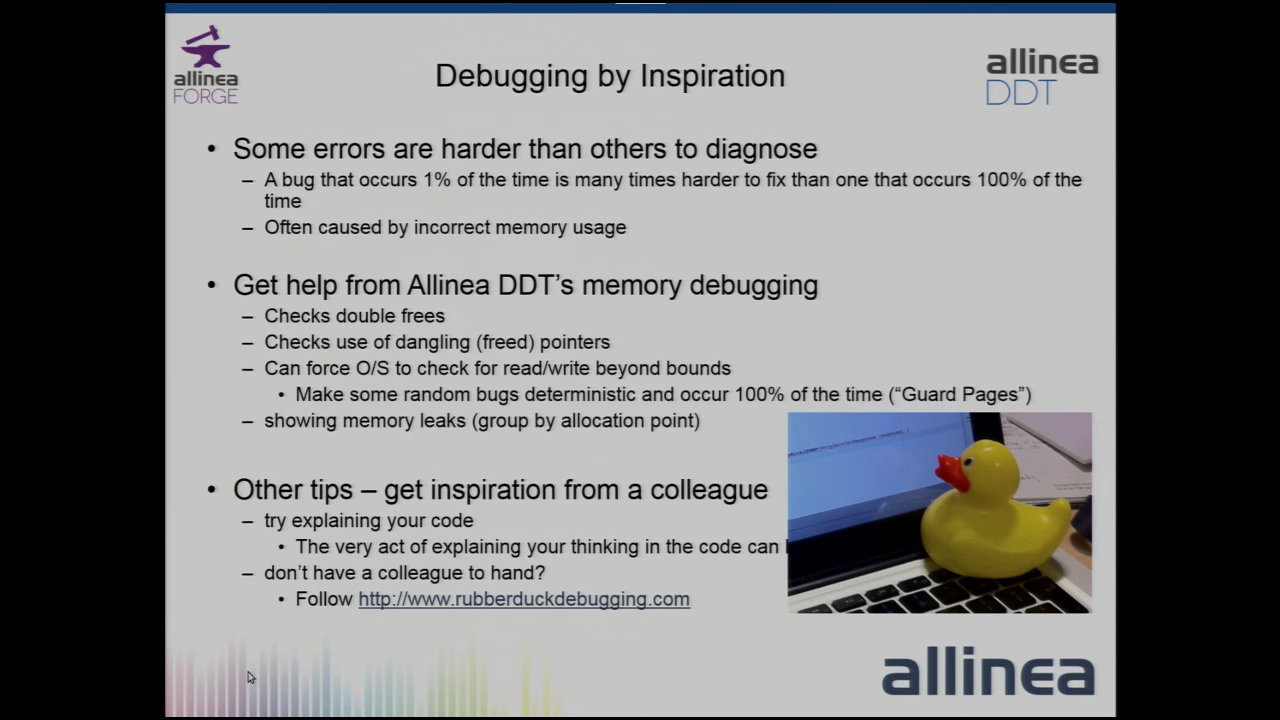 allinea
FORGE
Debugging by Inspiration
allinea
DDT
• Some errors are harder than others to diagnose
– A bug that occurs 1% of the time is many times harder to fix than one that occurs 100% of the
time
– Often caused by incorrect memory usage
• Get help from Allinea DDT’s memory debugging
– Checks double frees
– Checks use of dangling (freed) pointers
– Can force O/S to check for read/write beyond bounds
• Make some random bugs deterministic and occur 100% of the time (“Guard Pages”)
– showing memory leaks (group by allocation point)
• Other tips – get inspiration from a colleague
– try explaining your code
• The very act of explaining your thinking in the code can
– don’t have a colleague to hand?
• Follow http://www.rubberduckdebugging.com
allinea